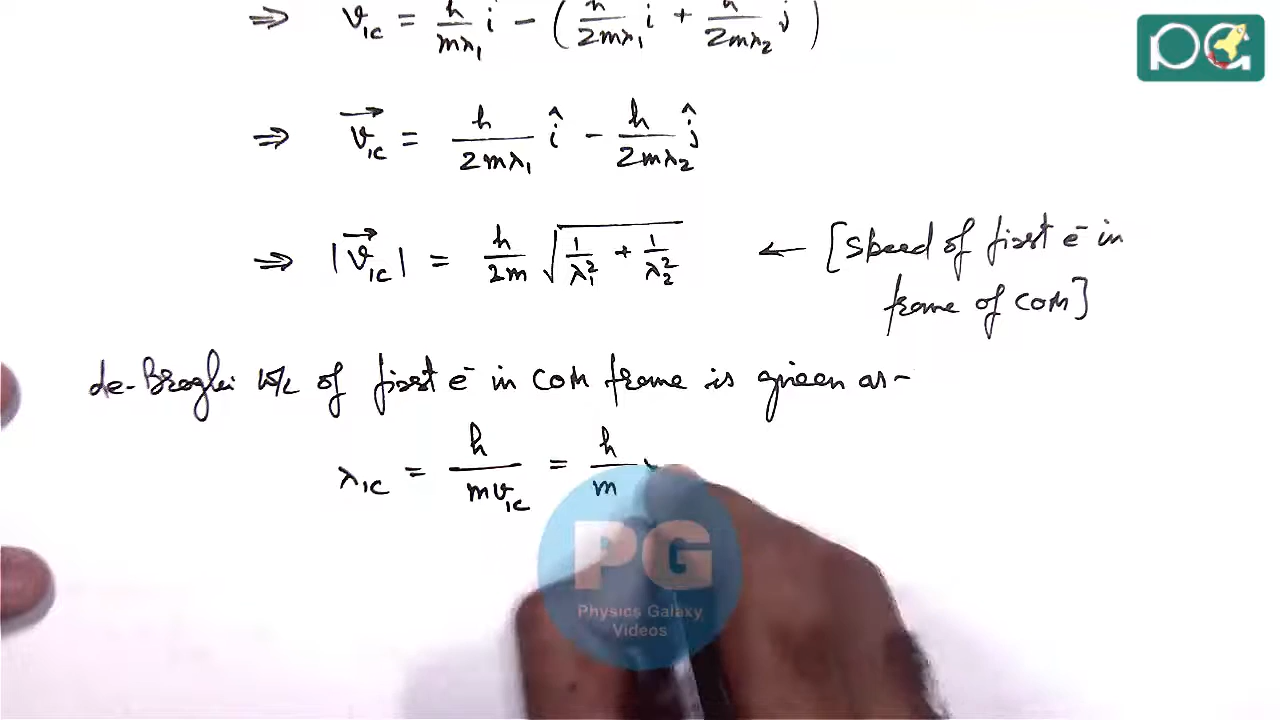 ⇒ v₁c = h/mλ₁ i − (h/2mλ₁ i + h/2mλ₂ j)
PG
⇒ v⃗₁c = h/2mλ₁ î − h/2mλ₂ ĵ
⇒ |v⃗₁c| = h/2m √(1/λ₁² + 1/λ₂²) ← [speed of first e⁻ in
frame of COM]
de-Broglie w/L of first e⁻ in COM frame is given as-
λ₁c = h/mv₁c = h/m
PG
Physics Galaxy
Videos